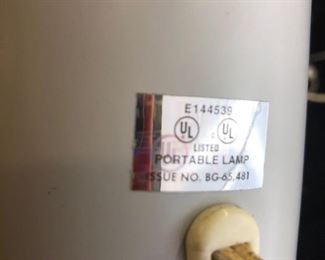 E144539
UL UL
LISTED
PORTABLE LAMP
ISSUE NO. BG-65,481